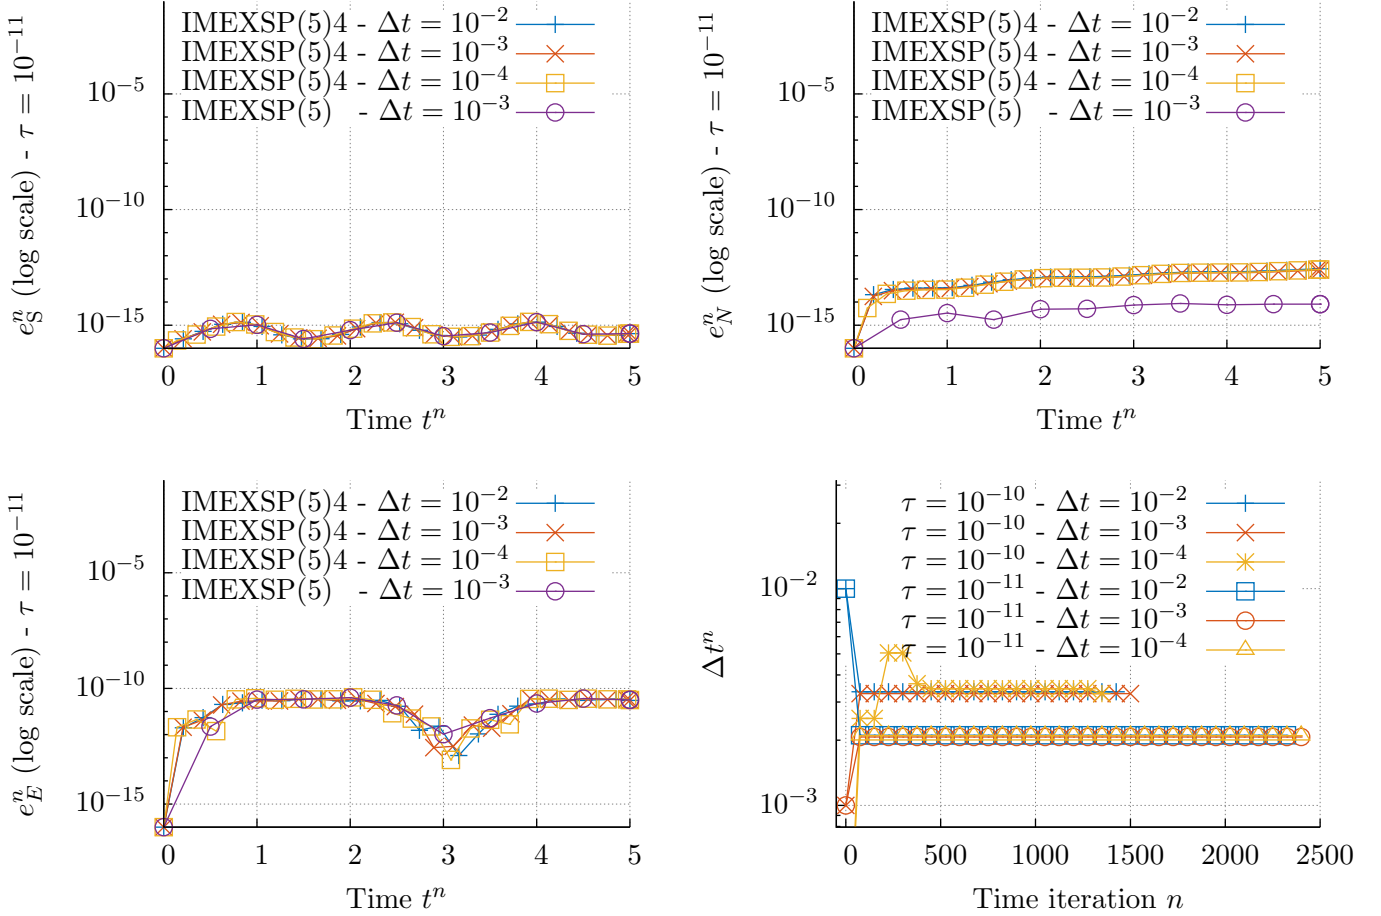 e_S^n (log scale) - τ = 10^{-11}
IMEXSP(5)4 - Δt = 10^{-2}
IMEXSP(5)4 - Δt = 10^{-3}
IMEXSP(5)4 - Δt = 10^{-4}
IMEXSP(5) - Δt = 10^{-3}
10^{-5}
10^{-10}
10^{-15}
0 1 2 3 4 5
Time t^n
e_N^n (log scale) - τ = 10^{-11}
IMEXSP(5)4 - Δt = 10^{-2}
IMEXSP(5)4 - Δt = 10^{-3}
IMEXSP(5)4 - Δt = 10^{-4}
IMEXSP(5) - Δt = 10^{-3}
10^{-5}
10^{-10}
10^{-15}
0 1 2 3 4 5
Time t^n
e_E^n (log scale) - τ = 10^{-11}
IMEXSP(5)4 - Δt = 10^{-2}
IMEXSP(5)4 - Δt = 10^{-3}
IMEXSP(5)4 - Δt = 10^{-4}
IMEXSP(5) - Δt = 10^{-3}
10^{-5}
10^{-10}
10^{-15}
0 1 2 3 4 5
Time t^n
Δt^n
τ = 10^{-10} - Δt = 10^{-2}
τ = 10^{-10} - Δt = 10^{-3}
τ = 10^{-10} - Δt = 10^{-4}
τ = 10^{-11} - Δt = 10^{-2}
τ = 10^{-11} - Δt = 10^{-3}
τ = 10^{-11} - Δt = 10^{-4}
10^{-2}
10^{-3}
0 500 1000 1500 2000 2500
Time iteration n